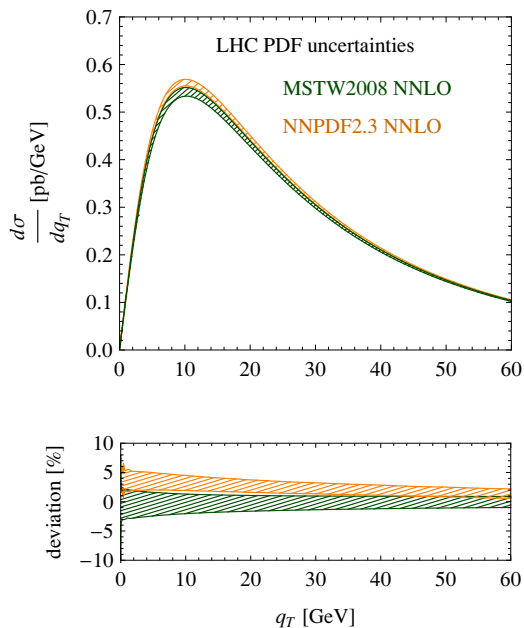 LHC PDF uncertainties
MSTW2008 NNLO
NNPDF2.3 NNLO
dσ
dq_T
[pb/GeV]
0.7
0.6
0.5
0.4
0.3
0.2
0.1
0.0
0 10 20 30 40 50 60
deviation [%]
10
5
0
−5
−10
0 10 20 30 40 50 60
q_T [GeV]